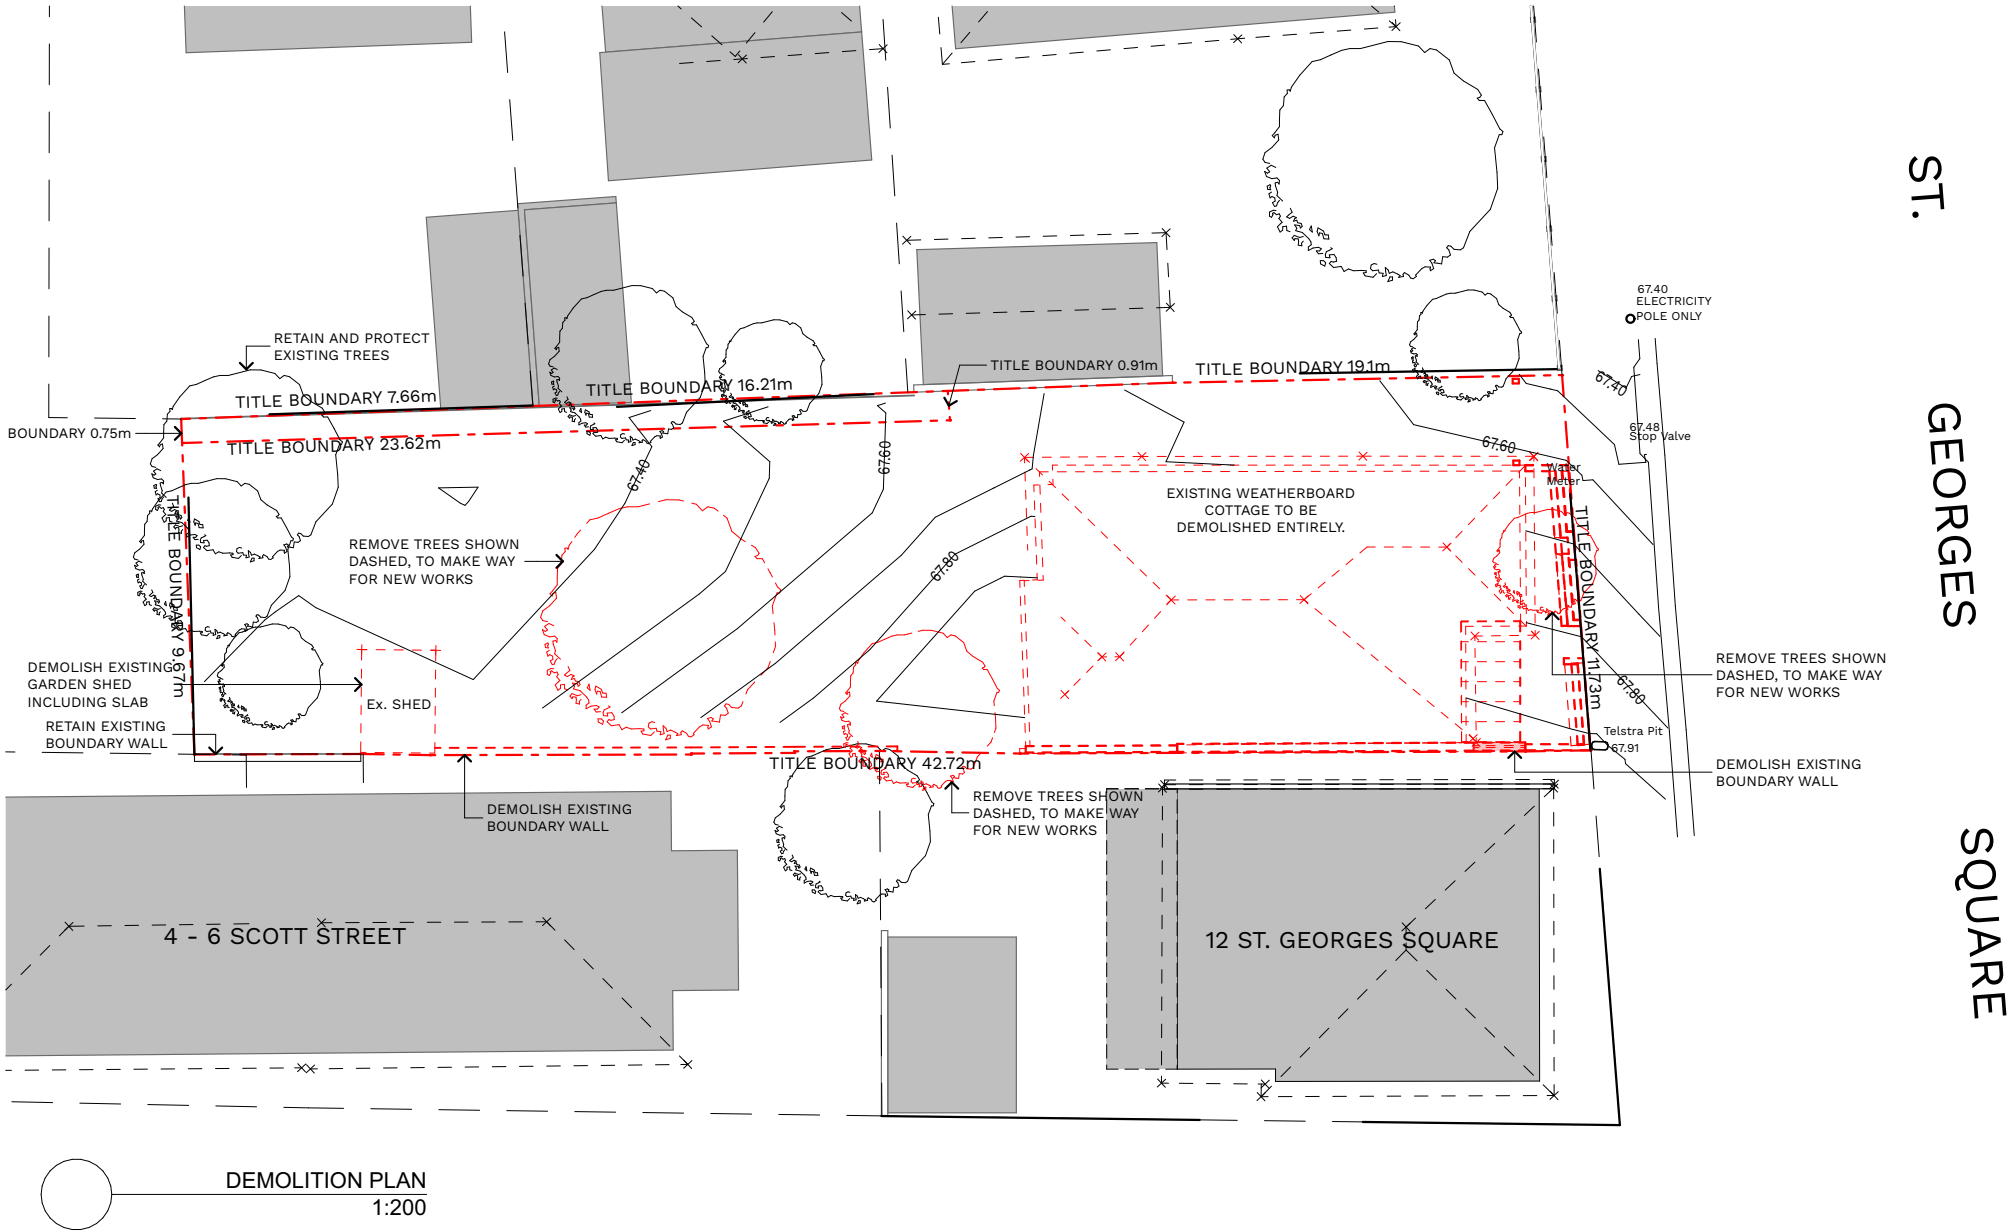 ST.
GEORGES
SQUARE
67.40
ELECTRICITY
POLE ONLY
RETAIN AND PROTECT
EXISTING TREES
TITLE BOUNDARY 0.91m
TITLE BOUNDARY 19.1m
67.40
TITLE BOUNDARY 7.66m
TITLE BOUNDARY 16.21m
BOUNDARY 0.75m
TITLE BOUNDARY 23.62m
67.40
67.60
67.60
67.48
Stop Valve
Water
Meter
EXISTING WEATHERBOARD
COTTAGE TO BE
DEMOLISHED ENTIRELY.
TITLE BOUNDARY 9.67m
REMOVE TREES SHOWN
DASHED, TO MAKE WAY
FOR NEW WORKS
67.80
TITLE BOUNDARY 11.73m
DEMOLISH EXISTING
GARDEN SHED
INCLUDING SLAB
Ex. SHED
67.80
REMOVE TREES SHOWN
DASHED, TO MAKE WAY
FOR NEW WORKS
RETAIN EXISTING
BOUNDARY WALL
Telstra Pit
67.91
TITLE BOUNDARY 42.72m
DEMOLISH EXISTING
BOUNDARY WALL
DEMOLISH EXISTING
BOUNDARY WALL
REMOVE TREES SHOWN
DASHED, TO MAKE WAY
FOR NEW WORKS
4 - 6 SCOTT STREET
12 ST. GEORGES SQUARE
DEMOLITION PLAN
1:200